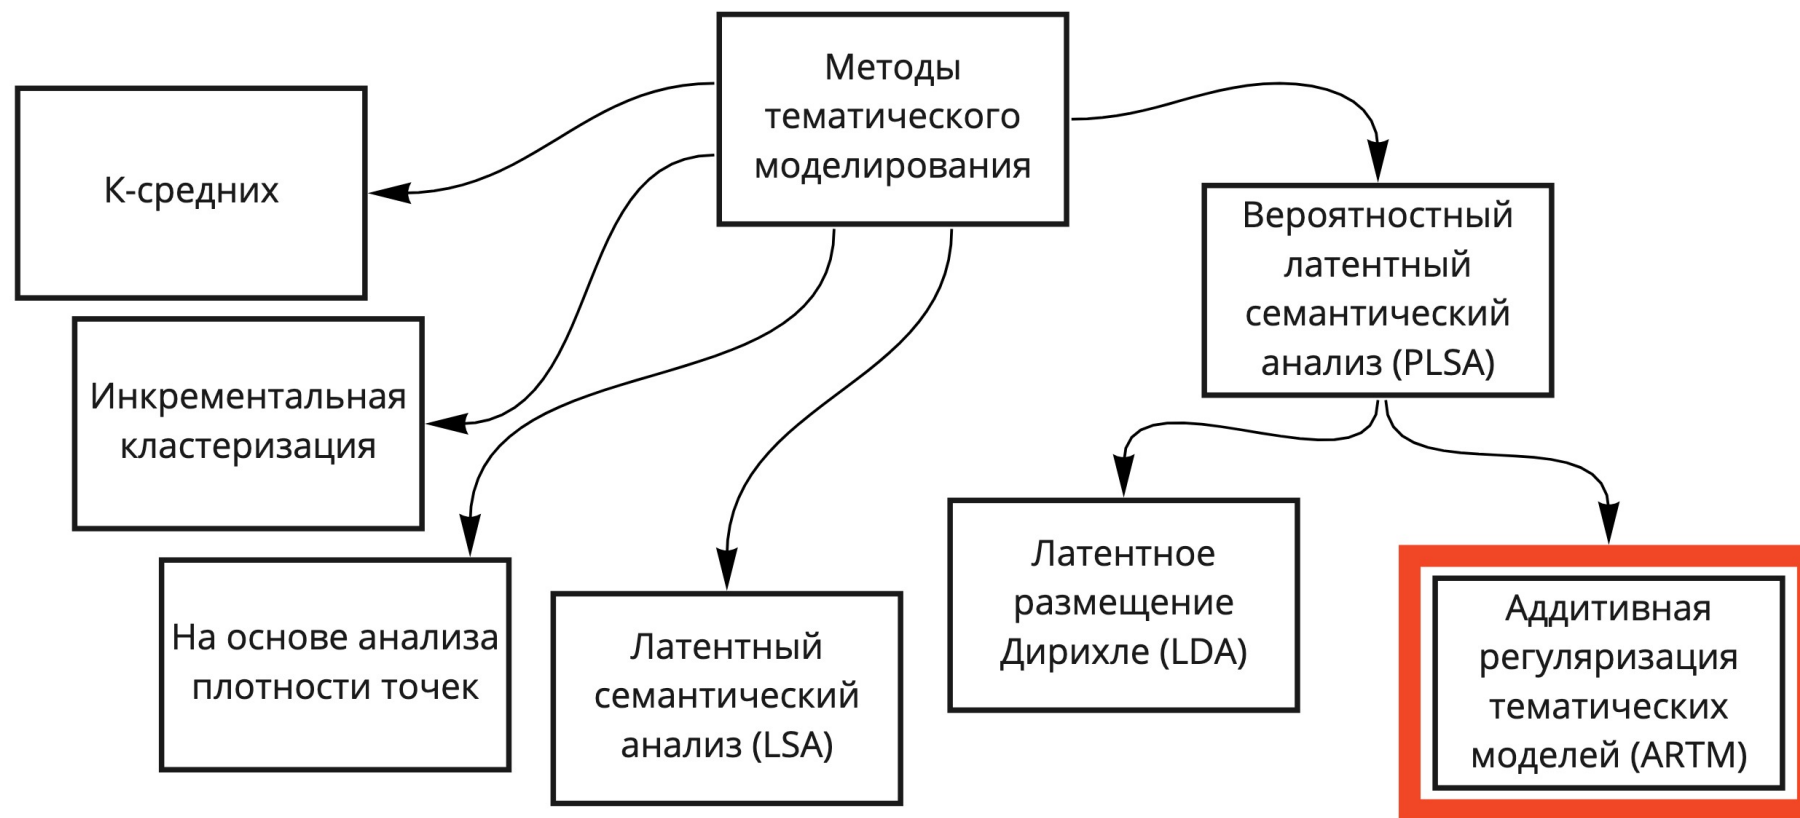 Методы
тематического
моделирования
К-средних
Инкрементальная
кластеризация
На основе анализа
плотности точек
Латентный
семантический
анализ (LSA)
Вероятностный
латентный
семантический
анализ (PLSA)
Латентное
размещение
Дирихле (LDA)
Аддитивная
регуляризация
тематических
моделей (ARTM)